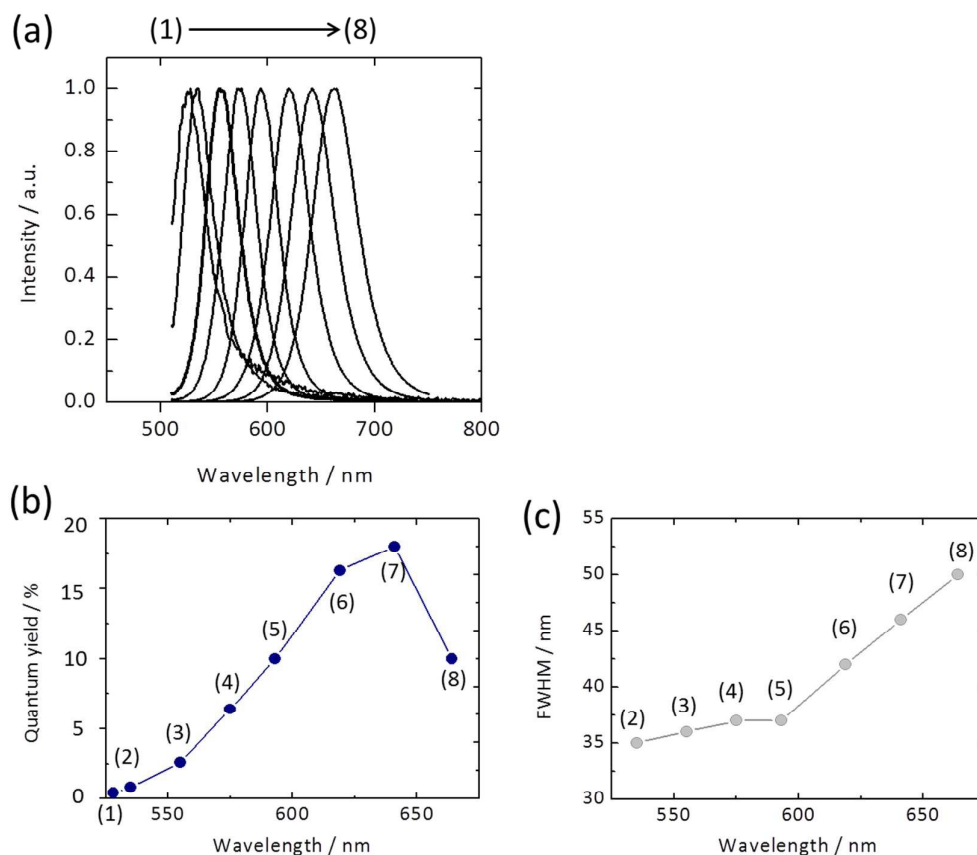 (a)
(1) (8)
1.0
0.8
0.6
0.4
0.2
0.0
Intensity / a.u.
500 600 700 800
Wavelength / nm
(b)
20
15
10
5
0
Quantum yield / %
(1)
(2)
(3)
(4)
(5)
(6)
(7)
(8)
550 600 650
Wavelength / nm
(c)
55
50
45
40
35
30
FWHM / nm
(2)
(3)
(4)
(5)
(6)
(7)
(8)
550 600 650
Wavelength / nm